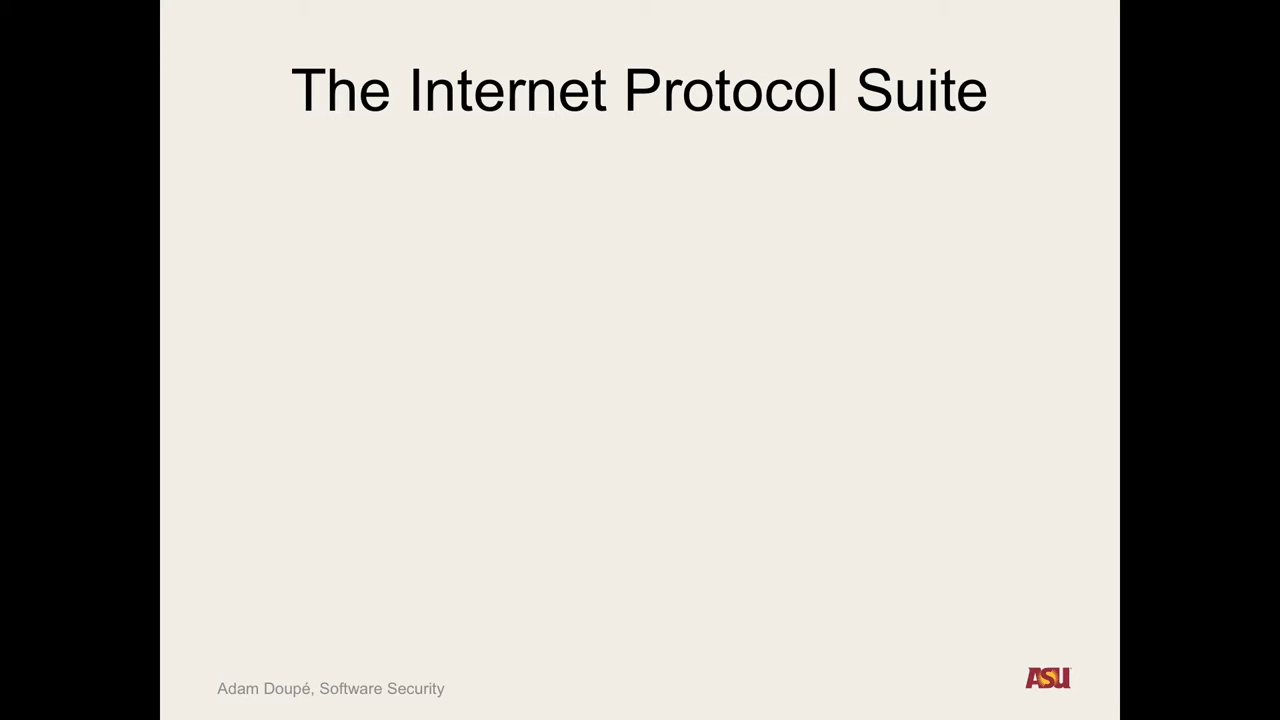 The Internet Protocol Suite
Adam Doupé, Software Security
ASU